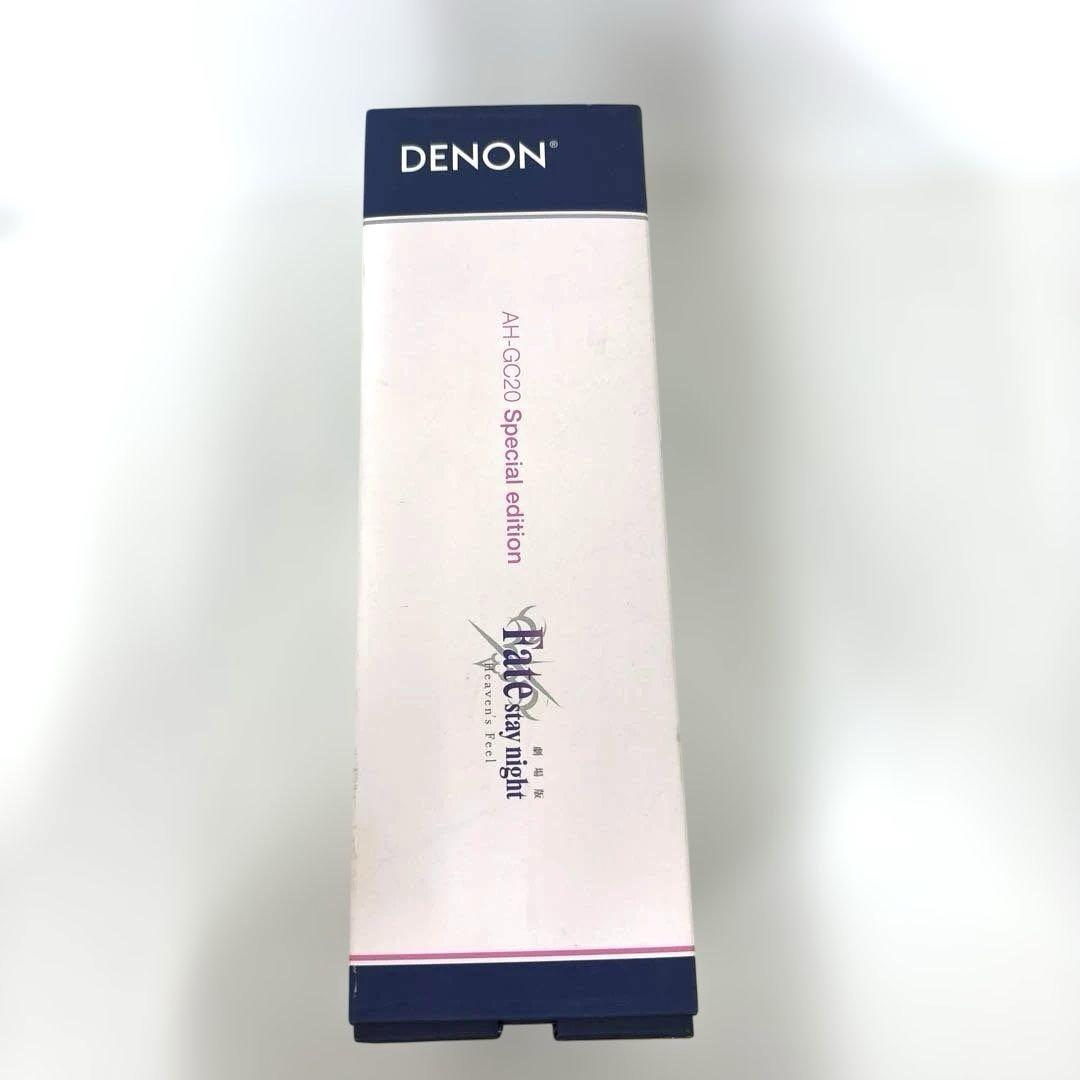 DENON®
AH-GC20 Special edition
劇場版
Fate stay night
Heaven's Feel